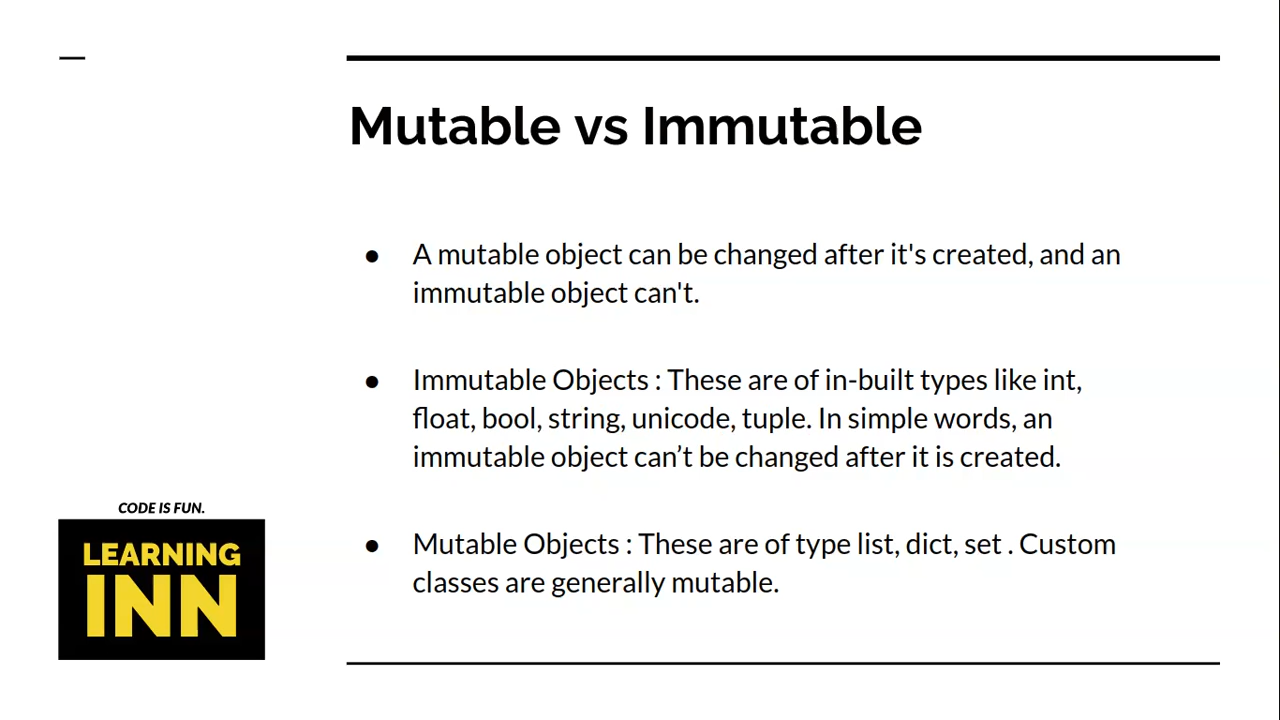 Mutable vs Immutable
● A mutable object can be changed after it's created, and an
immutable object can't.
● Immutable Objects : These are of in-built types like int,
float, bool, string, unicode, tuple. In simple words, an
immutable object can’t be changed after it is created.
● Mutable Objects : These are of type list, dict, set . Custom
classes are generally mutable.
CODE IS FUN.
LEARNING
INN